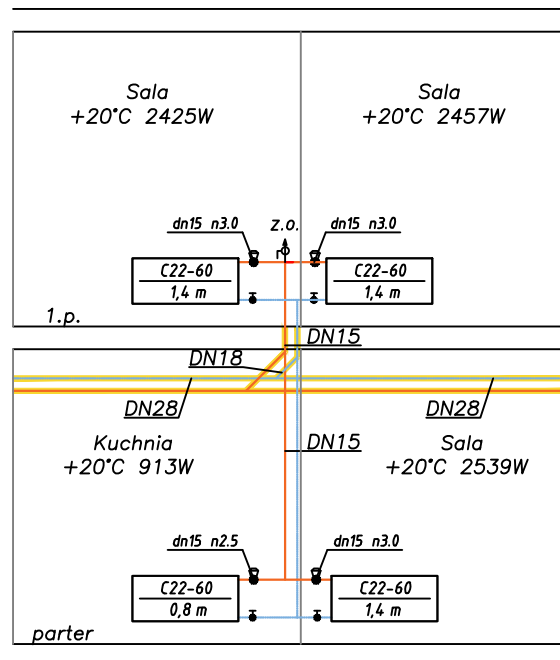 Sala
+20°C 2425W
Sala
+20°C 2457W
dn15 n3.0
z.o.
dn15 n3.0
C22-60
1,4 m
C22-60
1,4 m
1.p.
DN15
DN18
DN28
DN28
Kuchnia
+20°C 913W
DN15
Sala
+20°C 2539W
dn15 n2.5
dn15 n3.0
C22-60
0,8 m
C22-60
1,4 m
parter